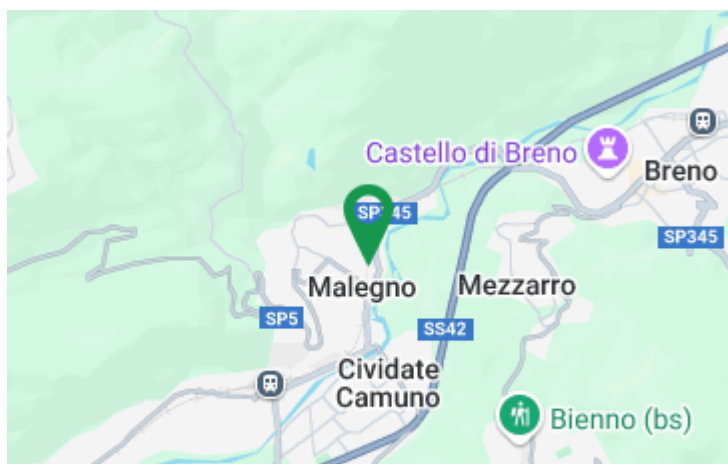 Castello di Breno
Breno
SP345
SP345
Malegno
Mezzarro
SP5
SS42
Cividate
Camuno
Bienno (bs)